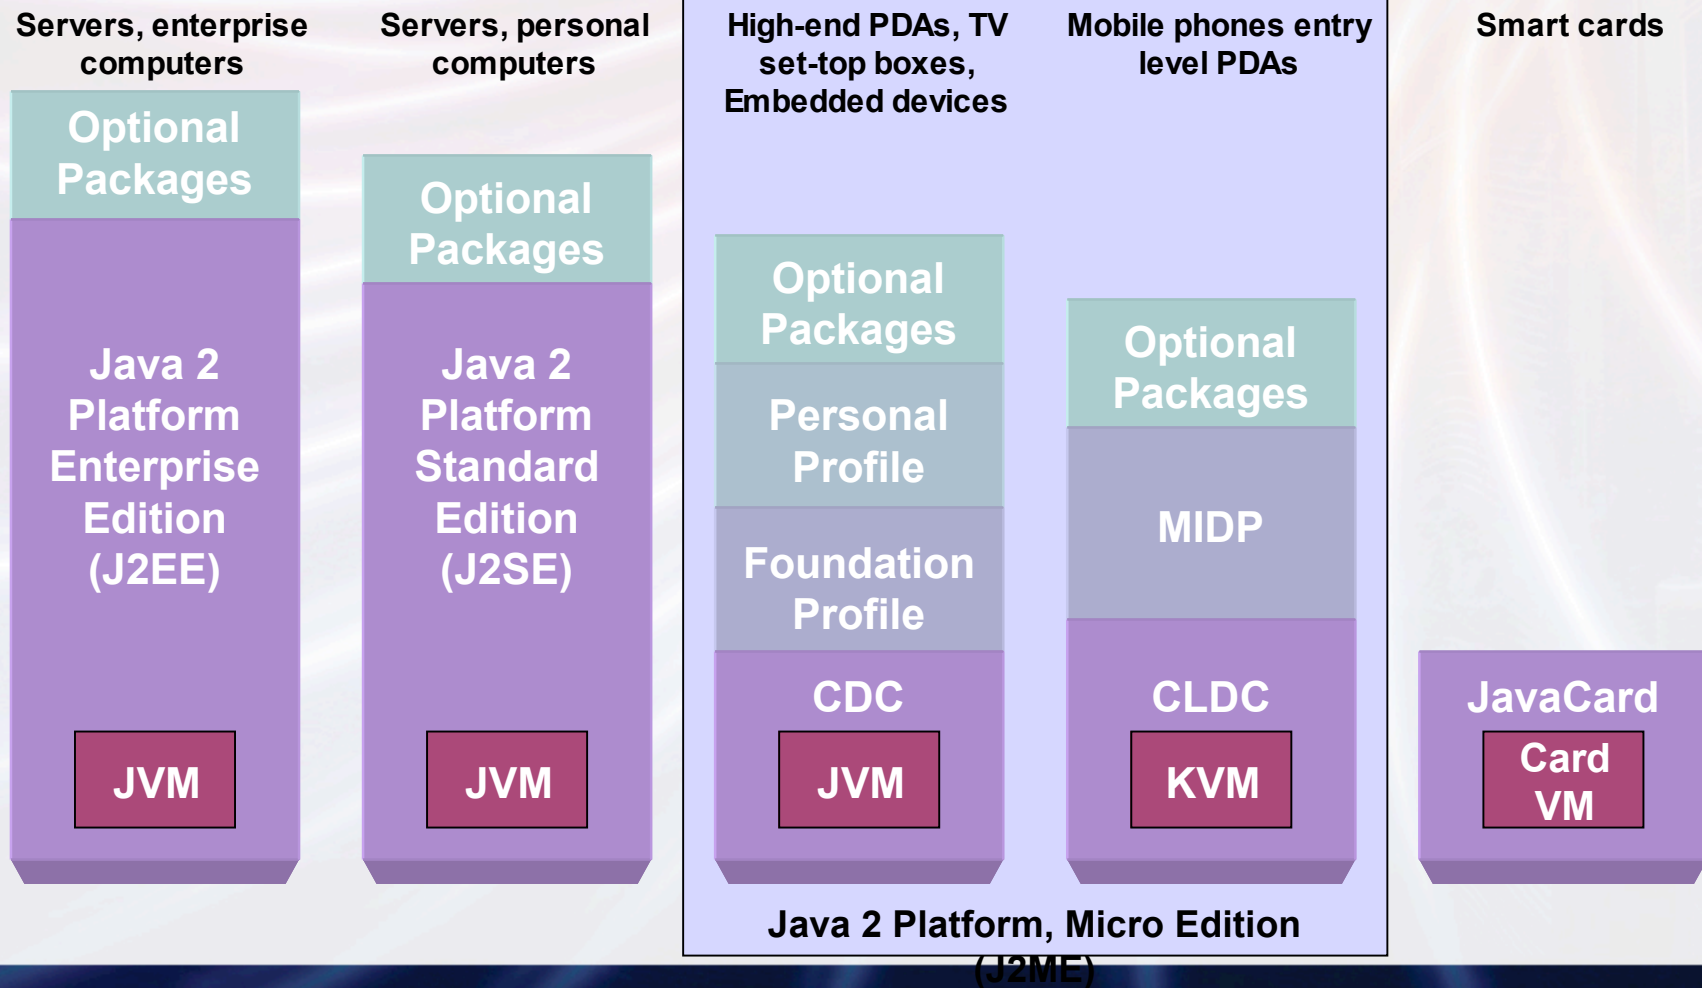 Servers, enterprise
computers
Optional
Packages
Java 2
Platform
Enterprise
Edition
(J2EE)
JVM
Servers, personal
computers
Optional
Packages
Java 2
Platform
Standard
Edition
(J2SE)
JVM
High-end PDAs, TV
set-top boxes,
Embedded devices
Optional
Packages
Personal
Profile
Foundation
Profile
CDC
JVM
Mobile phones entry
level PDAs
Optional
Packages
MIDP
CLDC
KVM
Java 2 Platform, Micro Edition
(J2ME)
Smart cards
JavaCard
Card
VM